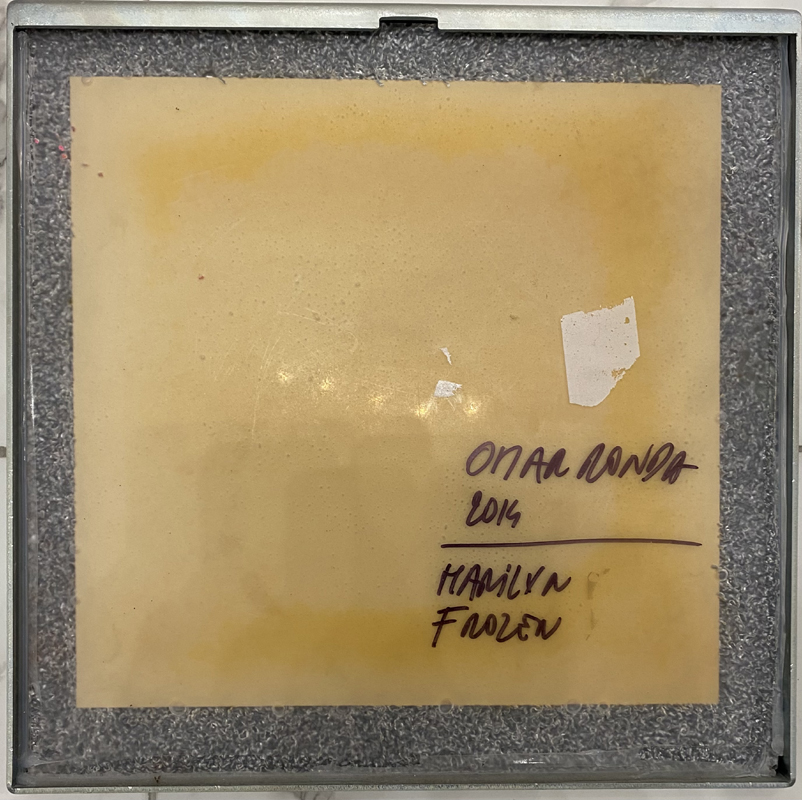 OMAR RONDA
2014
MARILYN
FROZEN